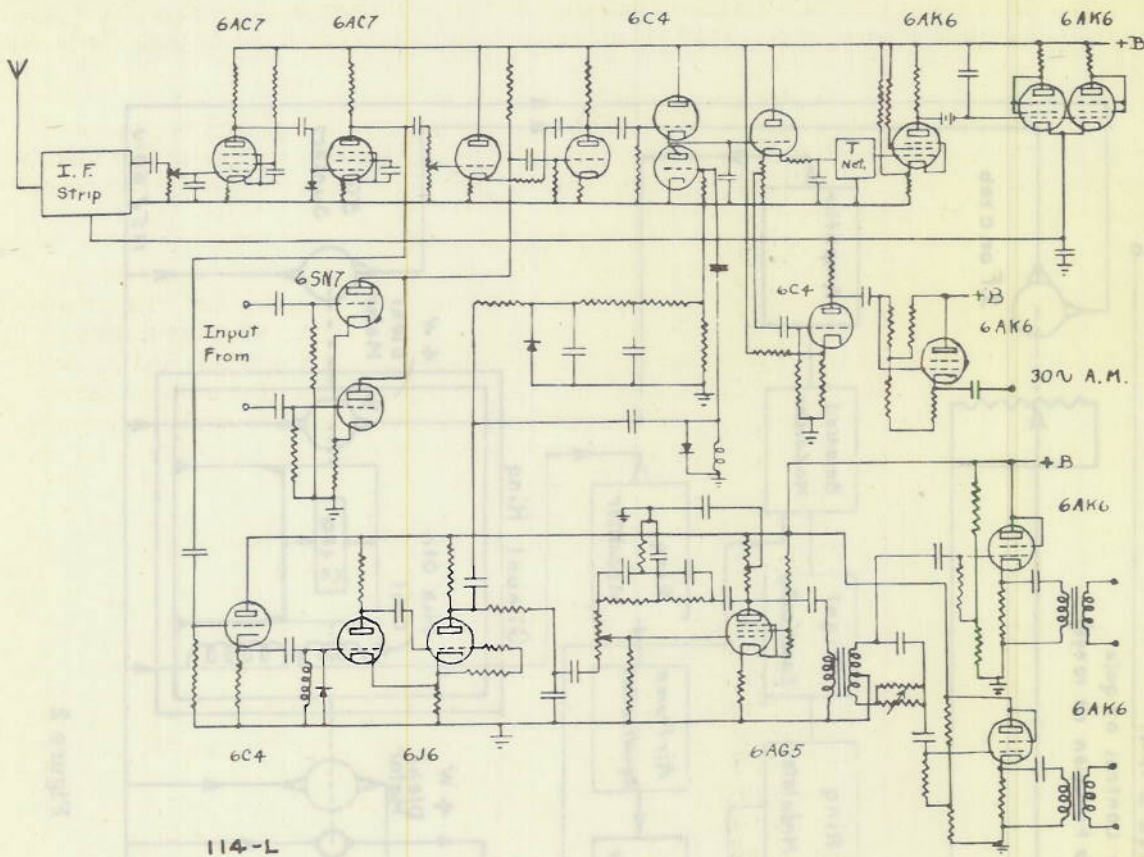 6AC7 6AC7 6C4 6AK6 6AK6
+B
I.F. Strip
T Net.
6SN7
Input From
6C4
+B
6AK6
30~ A.M.
+B
6AK6
6AK6
6C4 6J6 6AG5
114-L